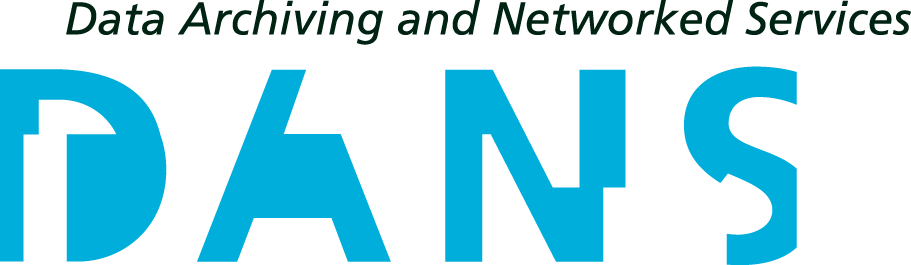 Data Archiving and Networked Services
DANS